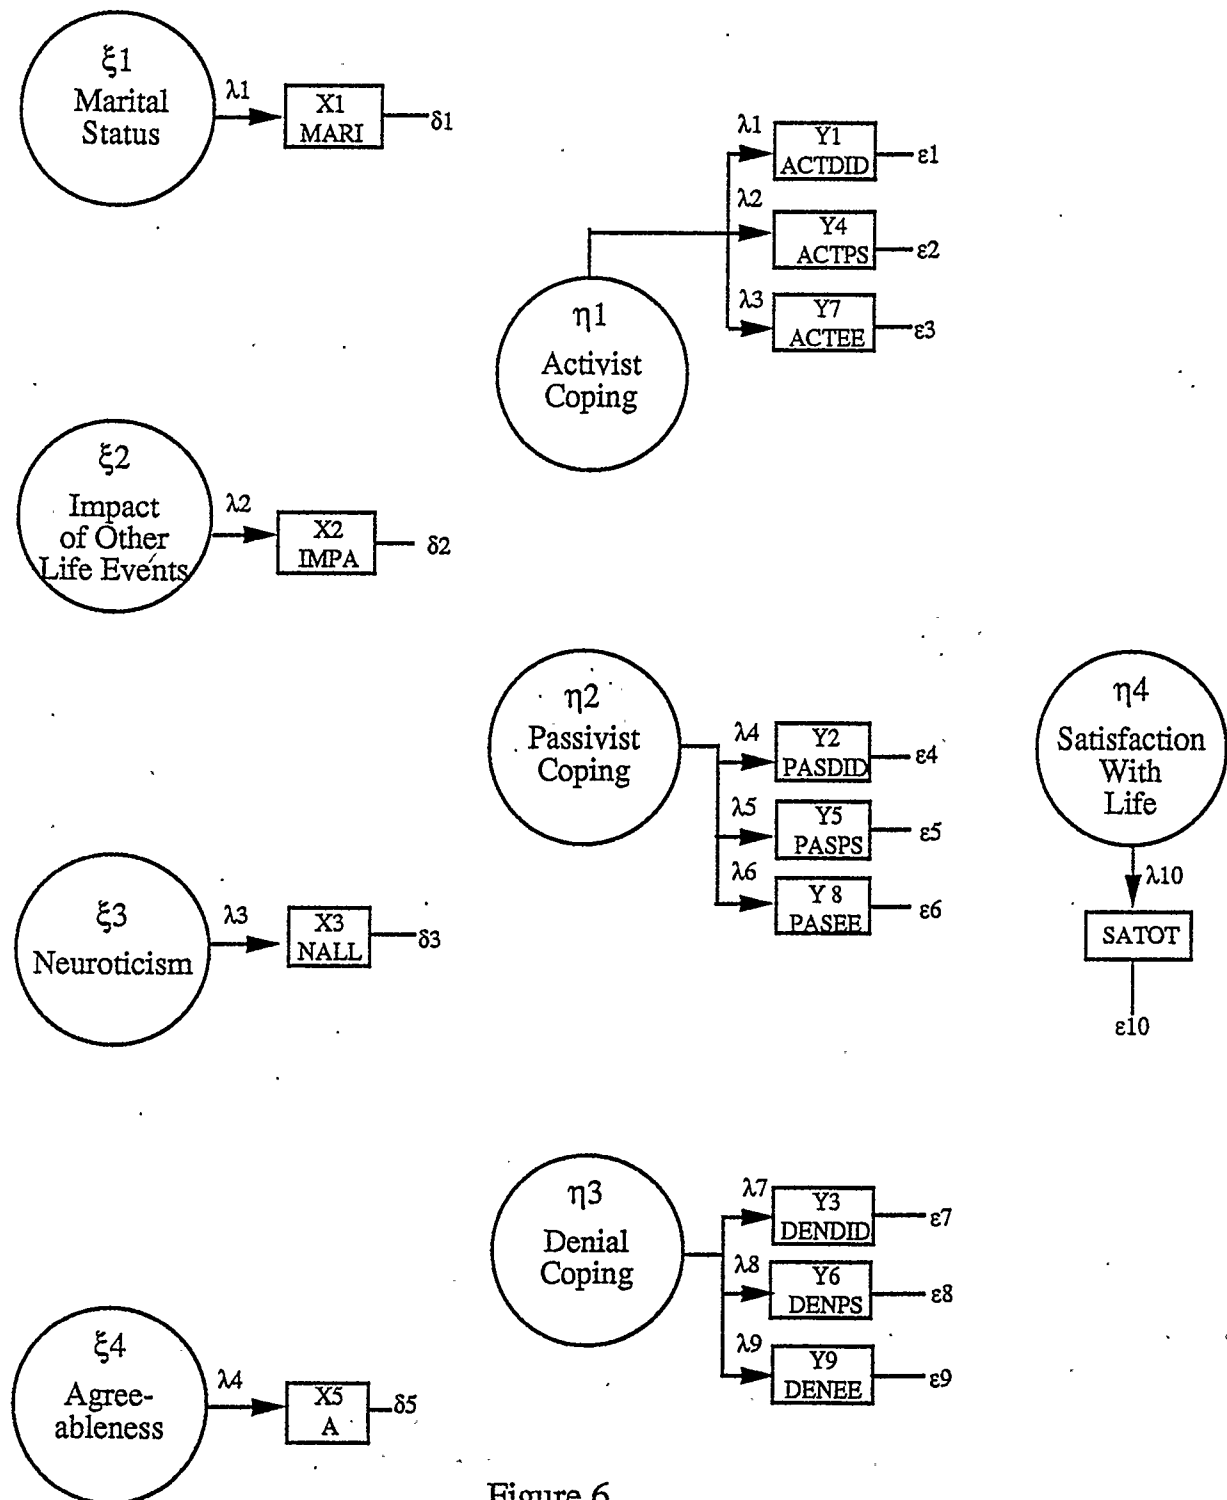 ξ1
Marital
Status
λ1
X1
MARI
δ1
ξ2
Impact
of Other
Life Events
λ2
X2
IMPA
δ2
ξ3
Neuroticism
λ3
X3
NALL
δ3
ξ4
Agree-
ableness
λ4
X5
A
δ5
η1
Activist
Coping
λ1
Y1
ACTDID
ε1
λ2
Y4
ACTPS
ε2
λ3
Y7
ACTEE
ε3
η2
Passivist
Coping
λ4
Y2
PASDID
ε4
λ5
Y5
PASPS
ε5
λ6
Y 8
PASEE
ε6
η3
Denial
Coping
λ7
Y3
DENDID
ε7
λ8
Y6
DENPS
ε8
λ9
Y9
DENEE
ε9
η4
Satisfaction
With
Life
λ10
SATOT
ε10
Figure 6